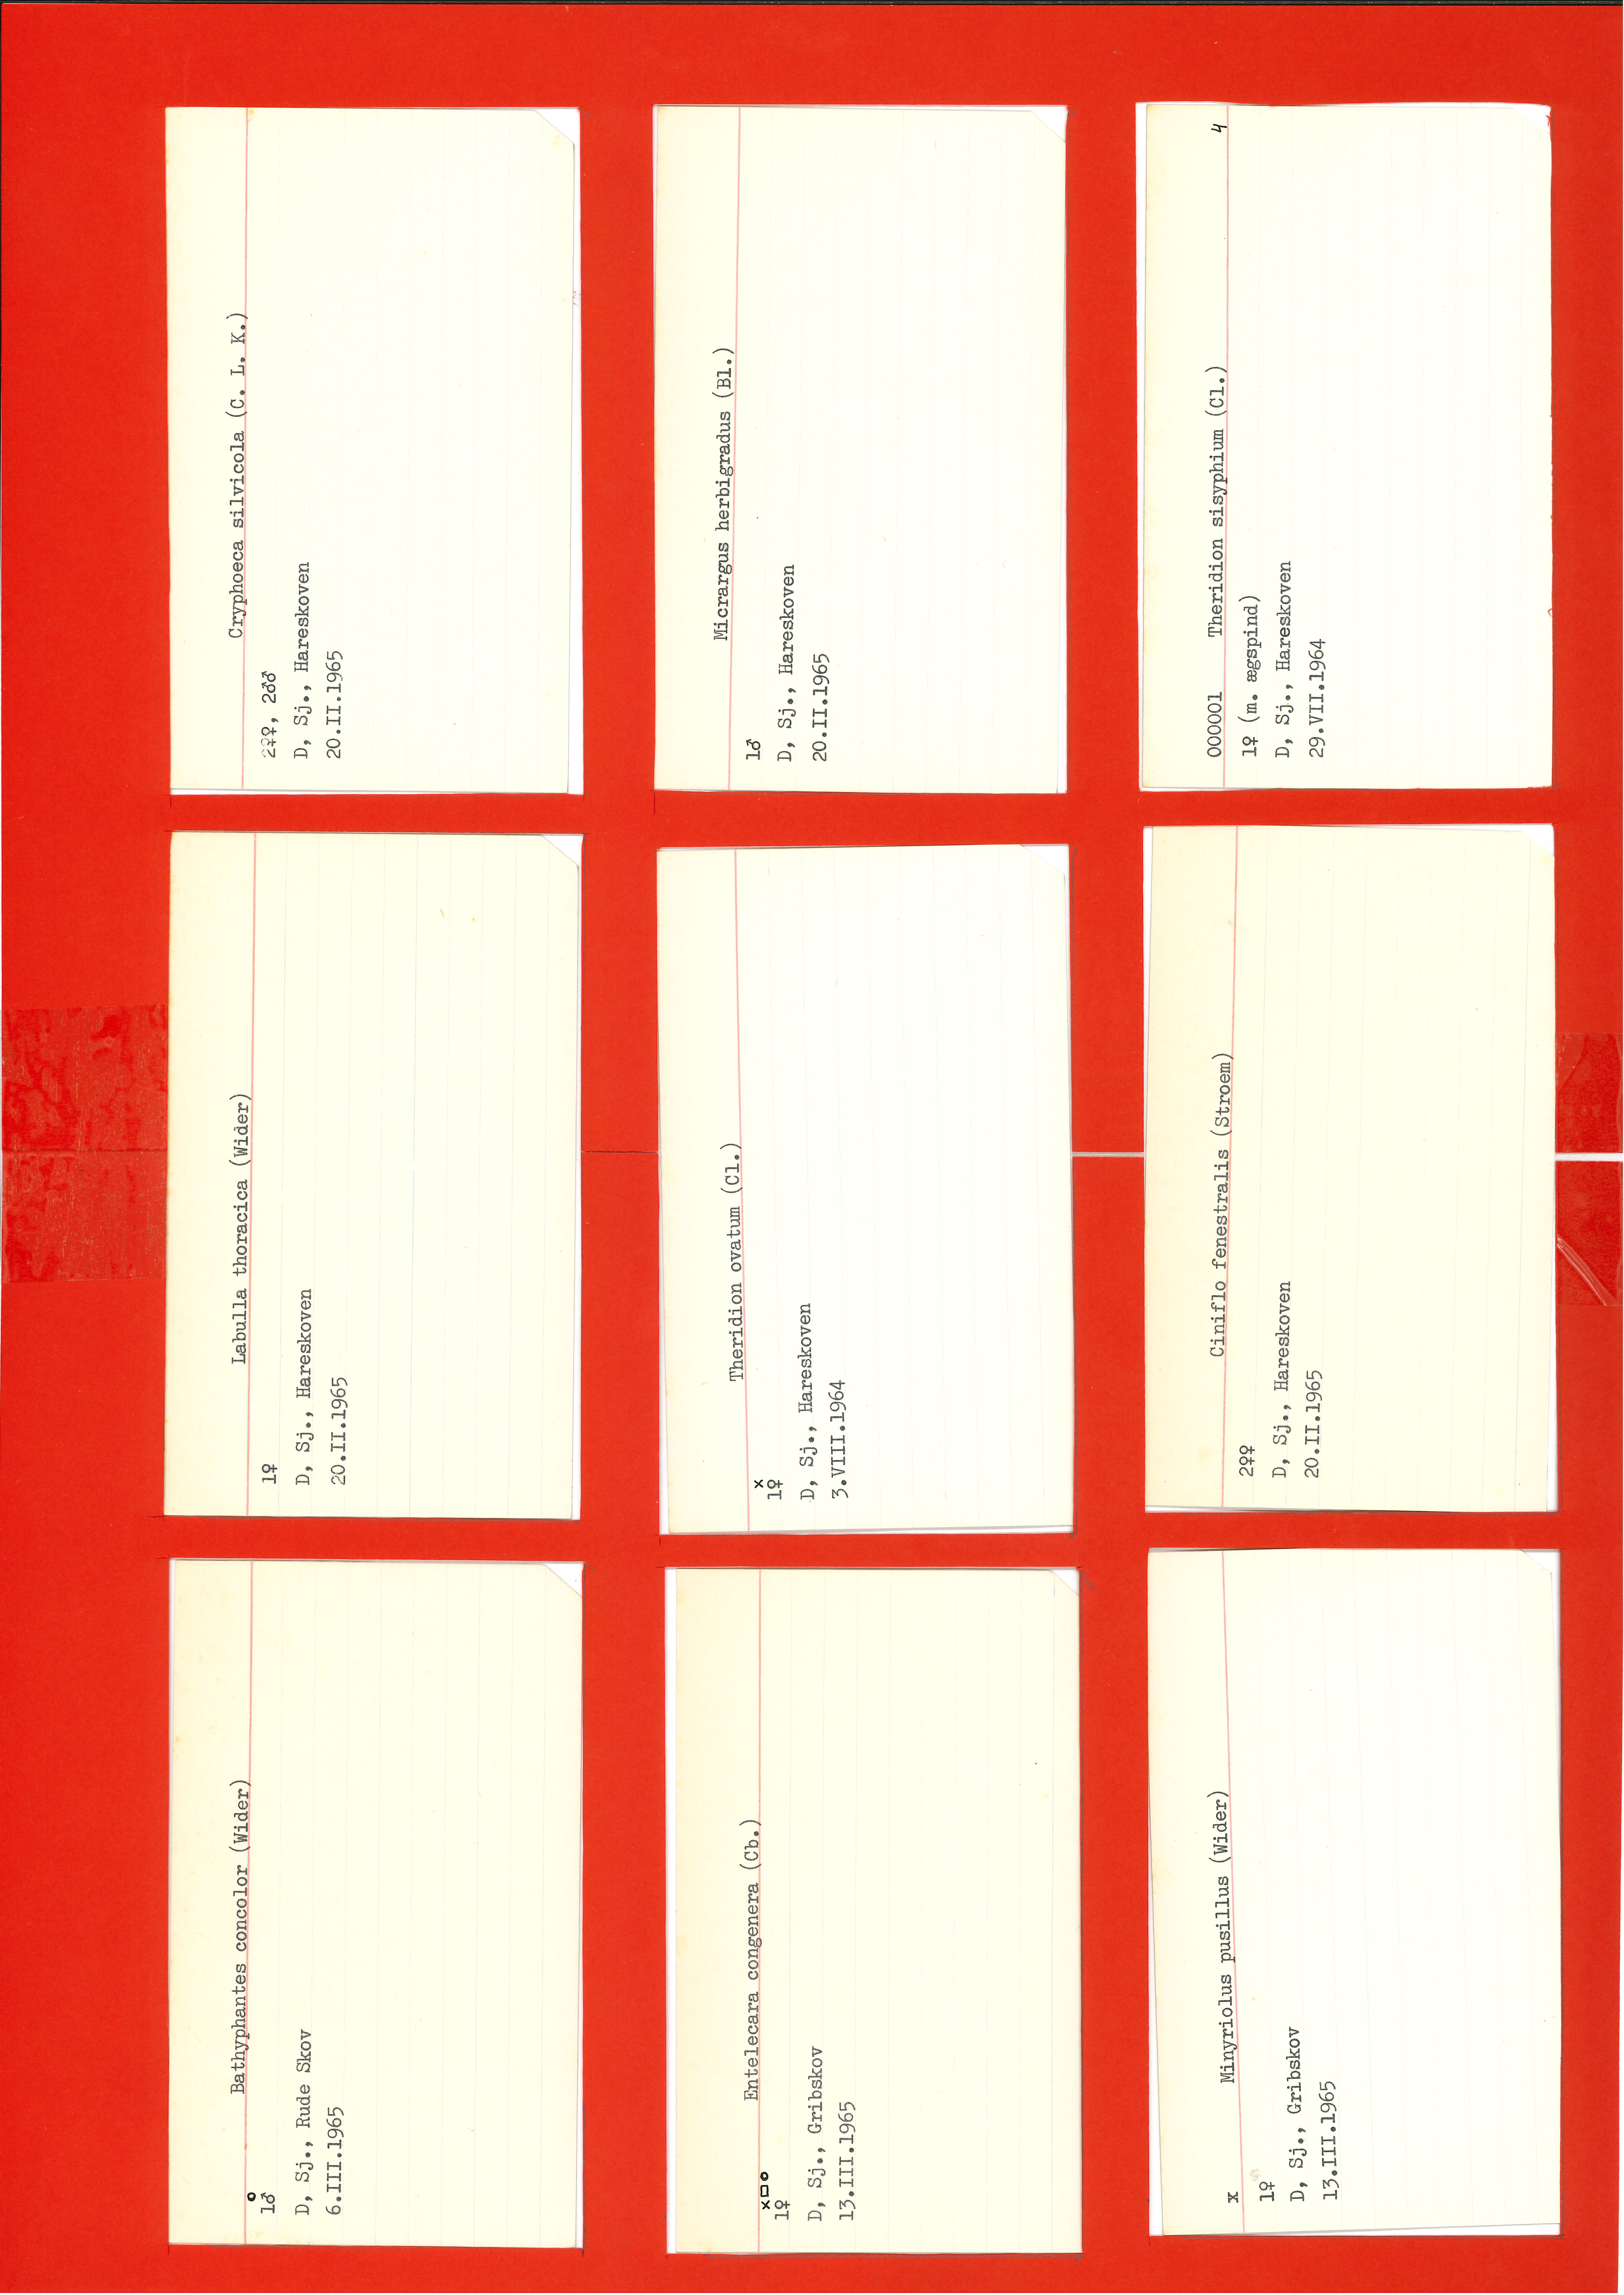 Bathyphantes concolor (Wider)
o
1♂
D, Sj., Rude Skov
6.III.1965
Labulla thoracica (Wider)
1♀
D, Sj., Hareskoven
20.II.1965
Cryphoeca silvicola (C. L. K.)
2♀♀, 2♂♂
D, Sj., Hareskoven
20.II.1965
Entelecara congenera (Cb.)
x□o
1♀
D, Sj., Gribskov
13.III.1965
Theridion ovatum (Cl.)
x
1♀
D, Sj., Hareskoven
3.VIII.1964
Micrargus herbigradus (Bl.)
1♂
D, Sj., Hareskoven
20.II.1965
x Minyriolus pusillus (Wider)
1♀
D, Sj., Gribskov
13.III.1965
Ciniflo fenestralis (Stroem)
2♀♀
D, Sj., Hareskoven
20.II.1965
000001 Theridion sisyphium (Cl.) 4
1♀ (m. ægspind)
D, Sj., Hareskoven
29.VII.1964